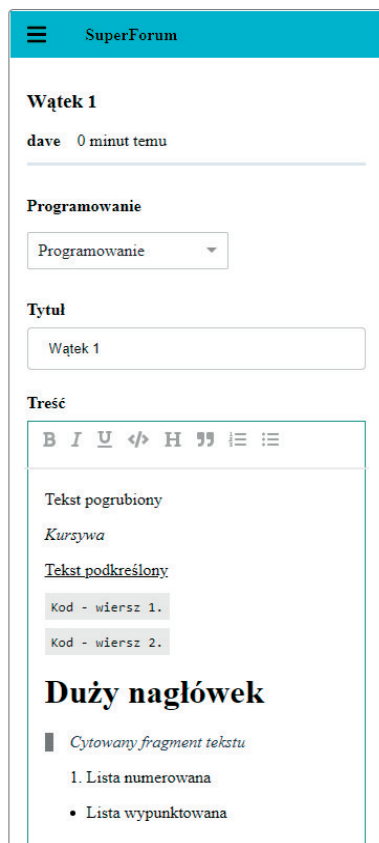 SuperForum
Wątek 1
dave 0 minut temu
Programowanie
Programowanie
Tytuł
Wątek 1
Treść
B I U </> H
Tekst pogrubiony
Kursywa
Tekst podkreślony
Kod - wiersz 1.
Kod - wiersz 2.
Duży nagłówek
Cytowany fragment tekstu
1. Lista numerowana
• Lista wypunktowana